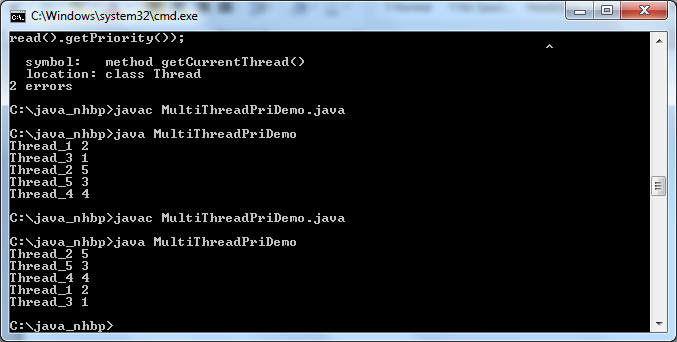 C:\Windows\system32\cmd.exe
read().getPriority());
^
symbol:   method getCurrentThread()
location: class Thread
2 errors
C:\java_nhbp>javac MultiThreadPriDemo.java
C:\java_nhbp>java MultiThreadPriDemo
Thread_1 2
Thread_3 1
Thread_2 5
Thread_5 3
Thread_4 4
C:\java_nhbp>javac MultiThreadPriDemo.java
C:\java_nhbp>java MultiThreadPriDemo
Thread_2 5
Thread_5 3
Thread_4 4
Thread_1 2
Thread_3 1
C:\java_nhbp>